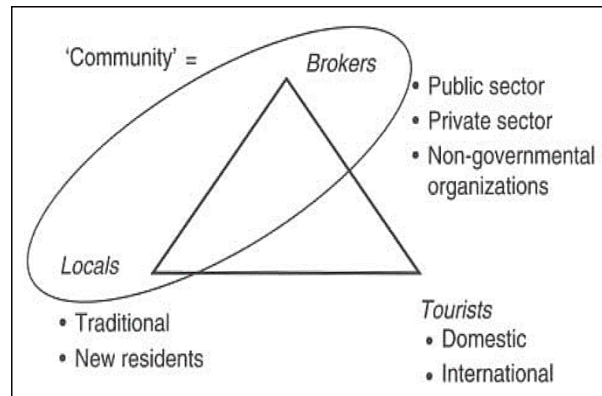 'Community' =
Brokers
• Public sector
• Private sector
• Non-governmental
organizations
Locals
• Traditional
• New residents
Tourists
• Domestic
• International